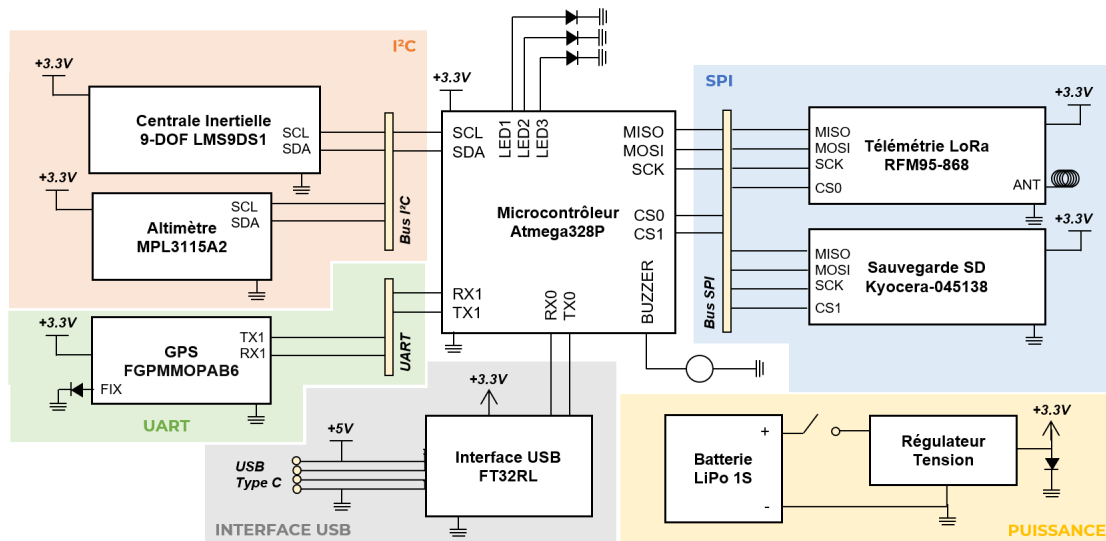 I²C
+3.3V
Centrale Inertielle
9-DOF LMS9DS1
SCL
SDA
+3.3V
Altimètre
MPL3115A2
SCL
SDA
Bus I²C
+3.3V
SCL
SDA
LED1
LED2
LED3
Microcontrôleur
Atmega328P
MISO
MOSI
SCK
CS0
CS1
RX1
TX1
RX0
TX0
BUZZER
SPI
Bus SPI
+3.3V
MISO
MOSI
SCK
CS0
Télémétrie LoRa
RFM95-868
ANT
+3.3V
MISO
MOSI
SCK
CS1
Sauvegarde SD
Kyocera-045138
+3.3V
GPS
FGPMMOPAB6
TX1
RX1
FIX
UART
UART
+3.3V
+5V
USB
Type C
Interface USB
FT32RL
INTERFACE USB
Batterie
LiPo 1S
+
-
Régulateur
Tension
+3.3V
PUISSANCE